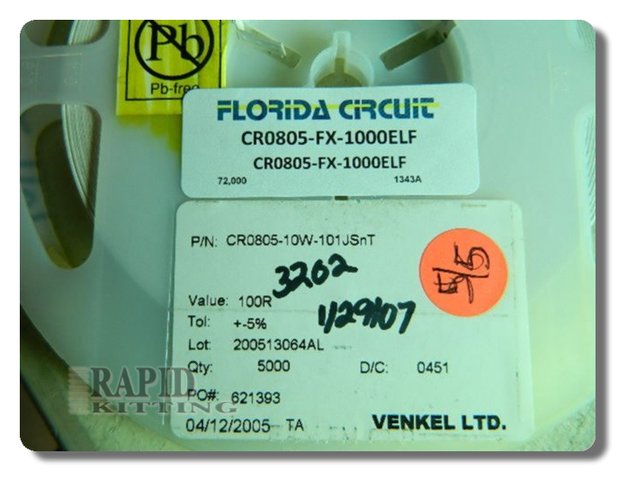 Pb
Pb-free
FLORIDA CIRCUIT
CR0805-FX-1000ELF
CR0805-FX-1000ELF
72,000 1343A
P/N: CR0805-10W-101JSnT
3202
Value: 100R
1/29/07
5/5
Tol: +-5%
Lot: 200513064AL
Qty: 5000 D/C: 0451
PO#: 621393
04/12/2005 TA VENKEL LTD.
RAPID
KITTING